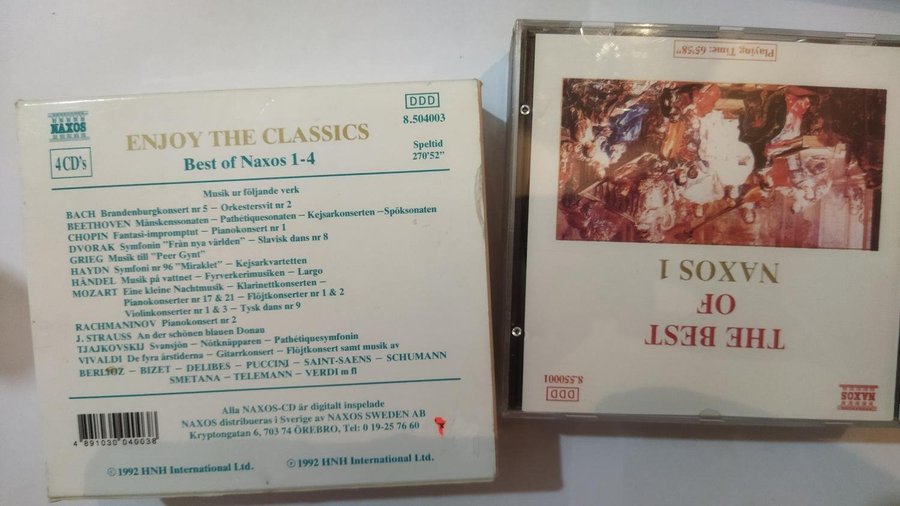 NAXOS
4 CD's
ENJOY THE CLASSICS
Best of Naxos 1-4
DDD
8.504003
Speltid
270'52"
Musik ur följande verk
BACH Brandenburgkonsert nr 5 – Orkestersvit nr 2
BEETHOVEN Månskenssonaten – Pathétiquesonaten – Kejsarkonserten – Spöksonaten
CHOPIN Fantasi-impromptut – Pianokonsert nr 1
DVORAK Symfonin "Från nya världen" – Slavisk dans nr 8
GRIEG Musik till "Peer Gynt"
HAYDN Symfoni nr 96 "Miraklet" – Kejsarkvartetten
HÄNDEL Musik på vattnet – Fyrverkerimusiken – Largo
MOZART Eine kleine Nachtmusik – Klarinettkonserten –
Pianokonserter nr 17 & 21 – Flöjtkonserter nr 1 & 2
Violinkonserter nr 1 & 3 – Tysk dans nr 9
RACHMANINOV Pianokonsert nr 2
J. STRAUSS An der schönen blauen Donau
TJAJKOVSKIJ Svansjön – Nötknäpparen – Pathétiquesymfonin
VIVALDI De fyra årstiderna – Gitarrkonsert – Flöjtkonsert samt musik av
BERLIOZ – BIZET – DELIBES – PUCCINI – SAINT-SAENS – SCHUMANN
SMETANA – TELEMANN – VERDI m fl
Alla NAXOS-CD är digitalt inspelade
NAXOS distribueras i Sverige av NAXOS SWEDEN AB
Kryptongatan 6, 703 74 ÖREBRO, Tel: 0 19-25 76 60
4 891030 040038
©1992 HNH International Ltd.
℗1992 HNH International Ltd.
NAXOS
DDD
8.550001
THE BEST
OF
NAXOS 1
Playing Time: 65'58"